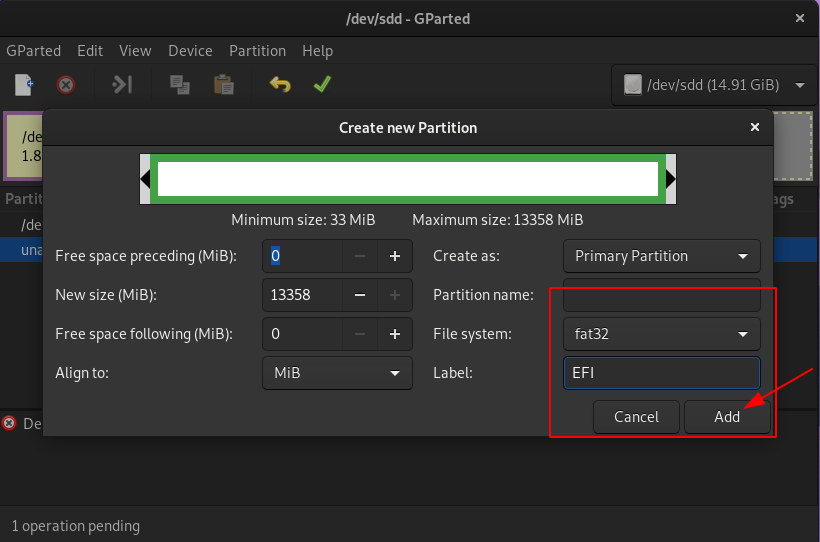 /dev/sdd - GParted
GParted Edit View Device Partition Help
/dev/sdd (14.91 GiB)
/de
1.8
Create new Partition
Minimum size: 33 MiB Maximum size: 13358 MiB
Free space preceding (MiB): 0 Create as: Primary Partition
New size (MiB): 13358 Partition name:
Free space following (MiB): 0 File system: fat32
Align to: MiB Label: EFI
Cancel Add
Partit
ags
/de
una
De
1 operation pending